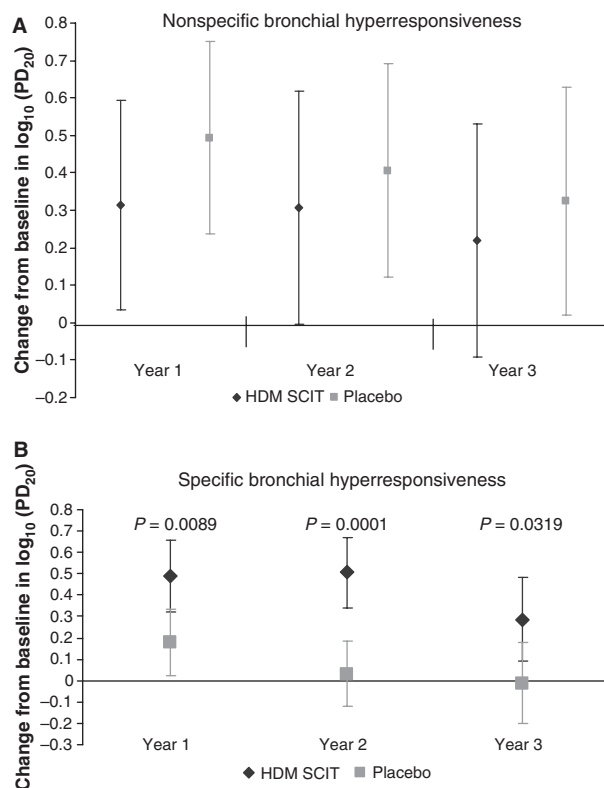 A
Nonspecific bronchial hyperresponsiveness
Change from baseline in log10 (PD20)
0.8
0.7
0.6
0.5
0.4
0.3
0.2
0.1
0
–0.1
–0.2
Year 1 Year 2 Year 3
HDM SCIT Placebo
B
Specific bronchial hyperresponsiveness
Change from baseline in log10 (PD20)
0.8
0.7
0.6
0.5
0.4
0.3
0.2
0.1
0
–0.1
–0.2
–0.3
P = 0.0089 P = 0.0001 P = 0.0319
Year 1 Year 2 Year 3
HDM SCIT Placebo